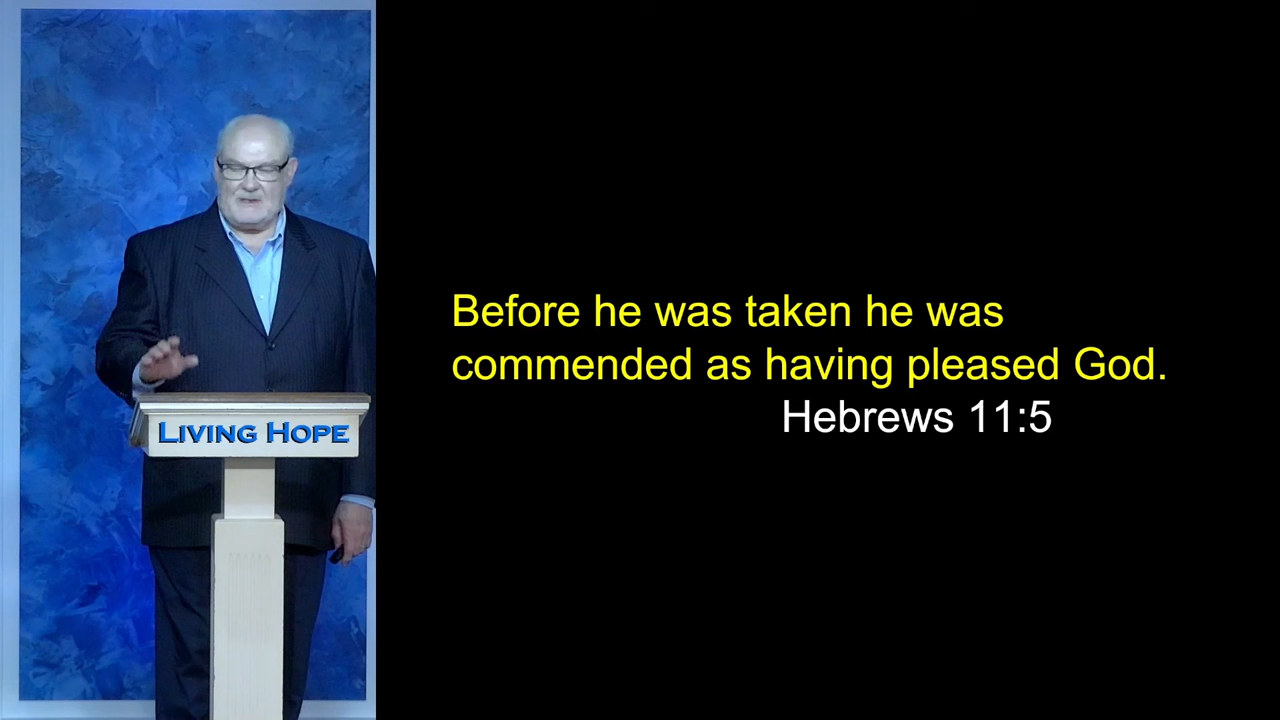 LIVING HOPE
Before he was taken he was
commended as having pleased God.
Hebrews 11:5